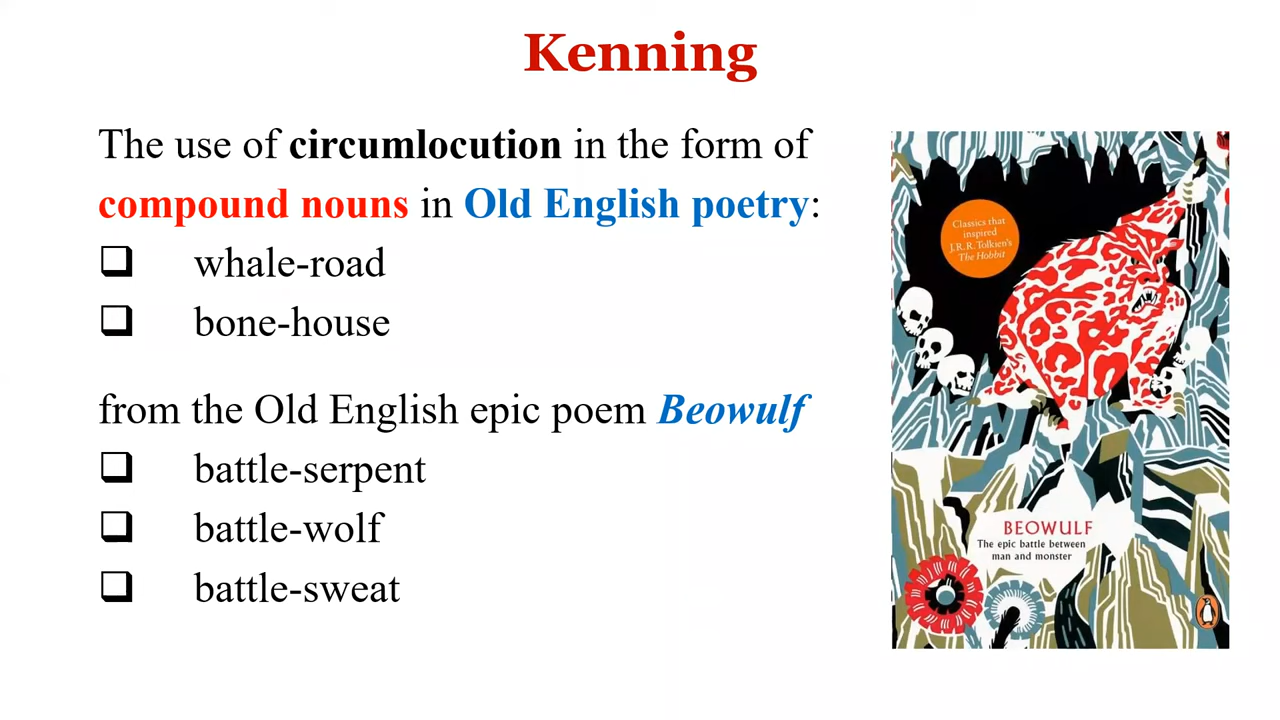 Kenning
The use of circumlocution in the form of
compound nouns in Old English poetry:
❑ whale-road
❑ bone-house
from the Old English epic poem Beowulf
❑ battle-serpent
❑ battle-wolf
❑ battle-sweat
Classics that
inspired
J.R.R.Tolkien's
The Hobbit
BEOWULF
The epic battle between
man and monster